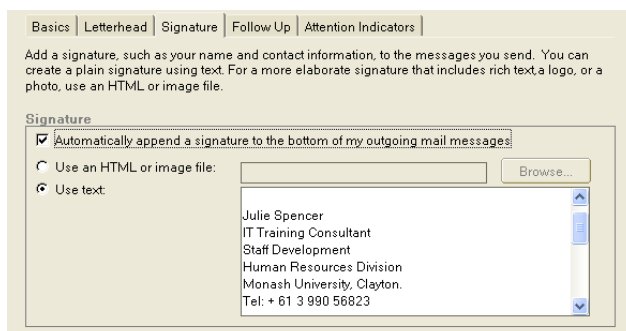 Basics Letterhead Signature Follow Up Attention Indicators
Add a signature, such as your name and contact information, to the messages you send. You can
create a plain signature using text. For a more elaborate signature that includes rich text,a logo, or a
photo, use an HTML or image file.
Signature
Automatically append a signature to the bottom of my outgoing mail messages
Use an HTML or image file: Browse...
Use text:
Julie Spencer
IT Training Consultant
Staff Development
Human Resources Division
Monash University, Clayton.
Tel: + 61 3 990 56823